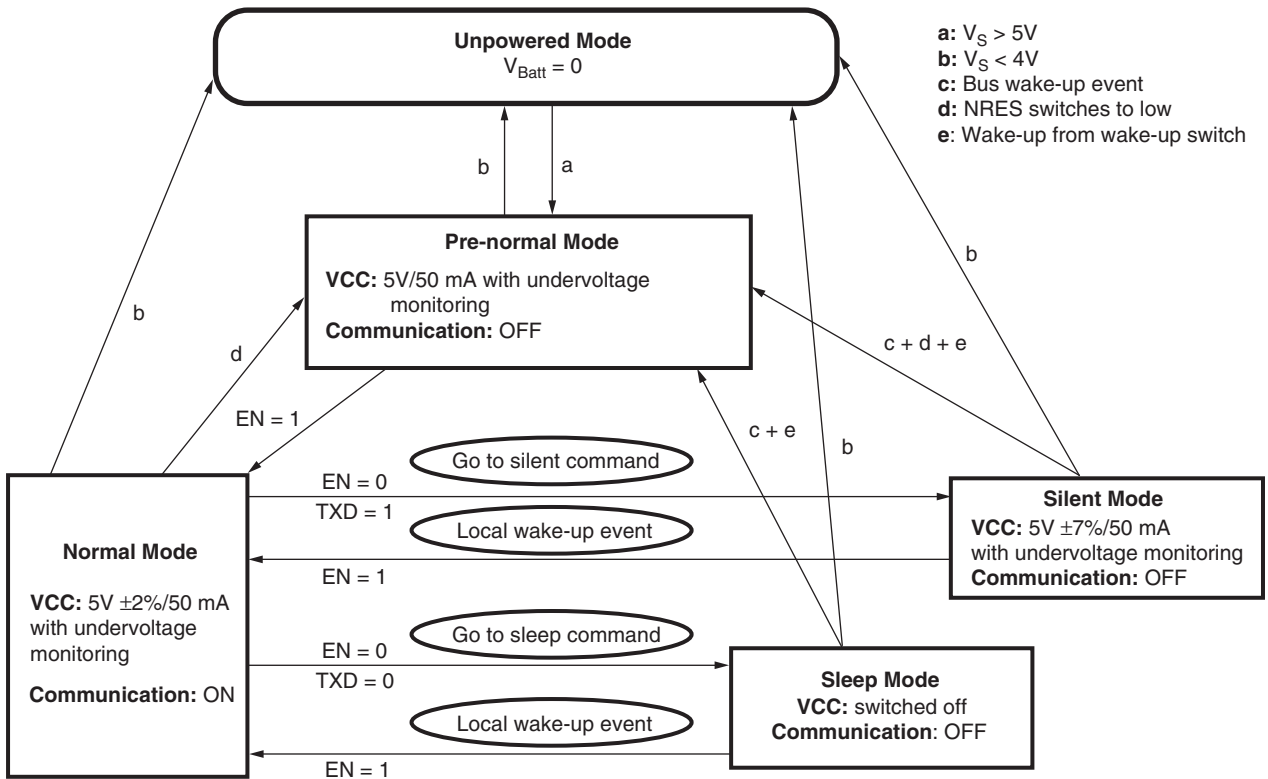 Unpowered Mode
V_Batt = 0
a: V_S > 5V
b: V_S < 4V
c: Bus wake-up event
d: NRES switches to low
e: Wake-up from wake-up switch
b
a
b
Pre-normal Mode
VCC: 5V/50 mA with undervoltage
monitoring
Communication: OFF
b
d
c + d + e
EN = 1
c + e
b
Go to silent command
EN = 0
TXD = 1
Local wake-up event
EN = 1
Silent Mode
VCC: 5V ±7%/50 mA
with undervoltage monitoring
Communication: OFF
Normal Mode
VCC: 5V ±2%/50 mA
with undervoltage
monitoring
Communication: ON
Go to sleep command
EN = 0
TXD = 0
Local wake-up event
EN = 1
Sleep Mode
VCC: switched off
Communication: OFF